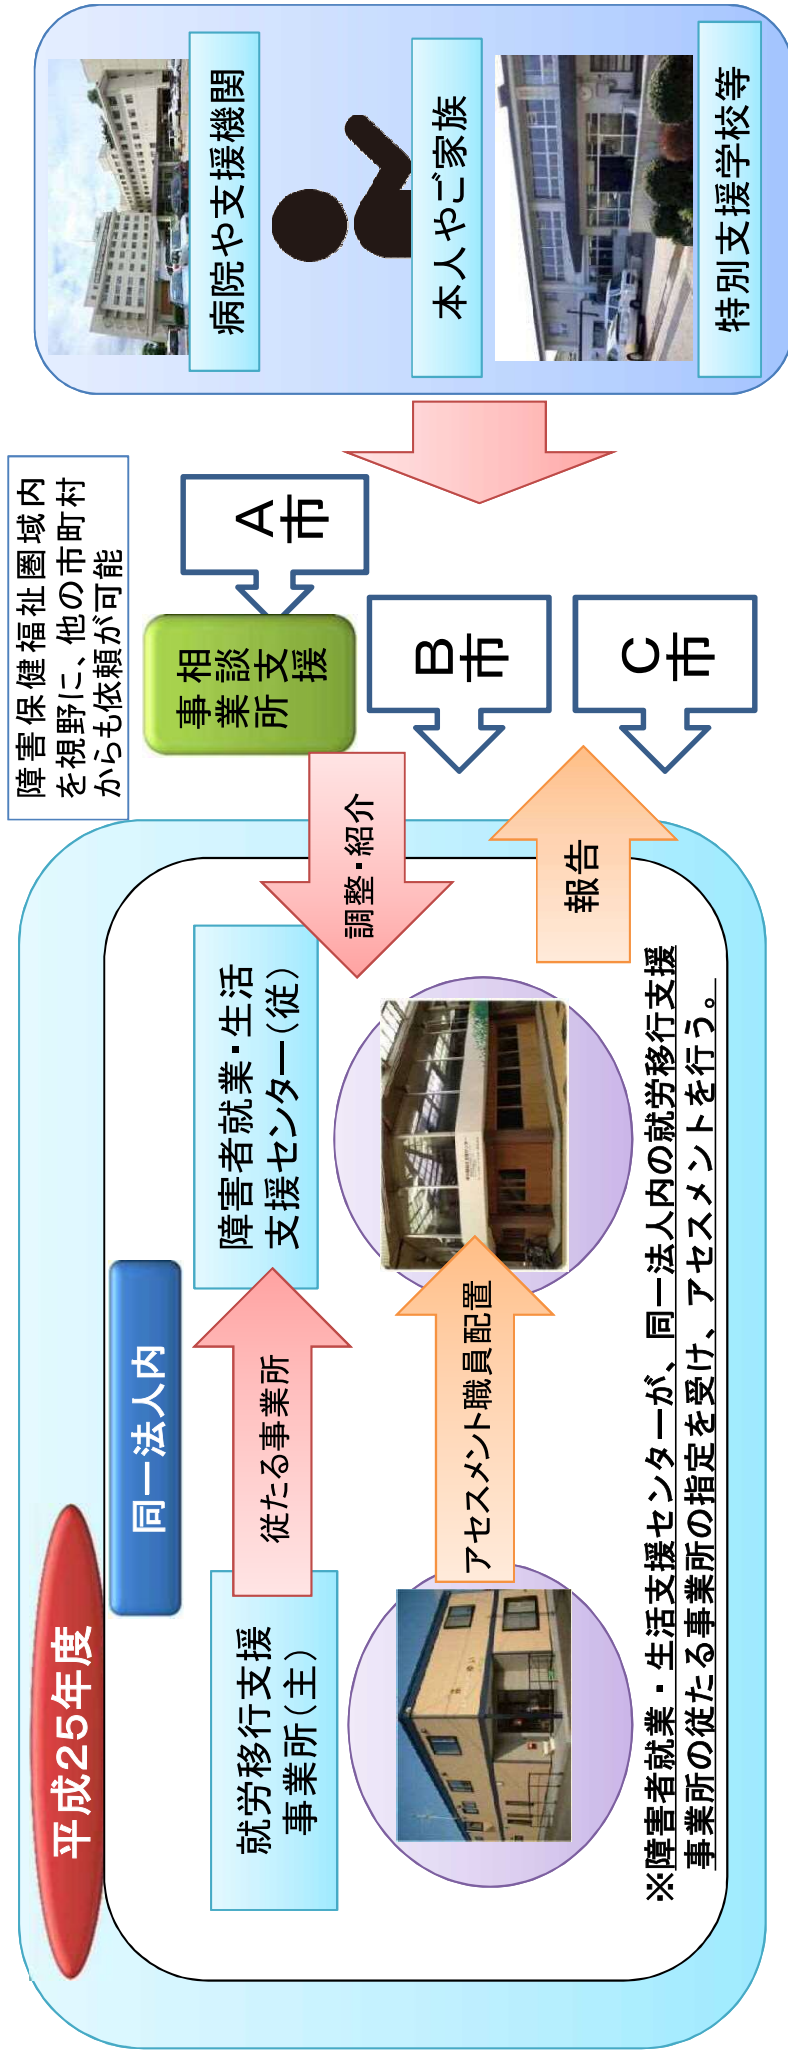 平成25年度
同一法人内
就労移行支援
事業所(主)
従たる事業所
障害者就業・生活
支援センター(従)
アセスメント職員配置
※障害者就業・生活支援センターが、同一法人内の就労移行支援
事業所の従たる事業所の指定を受け、アセスメントを行う。
調整・紹介
報告
障害保健福祉圏域内
を視野に、他の市町村
からも依頼が可能
相談支援
事業所
A
市
B
市
C
市
病院や支援機関
本人やご家族
特別支援学校等